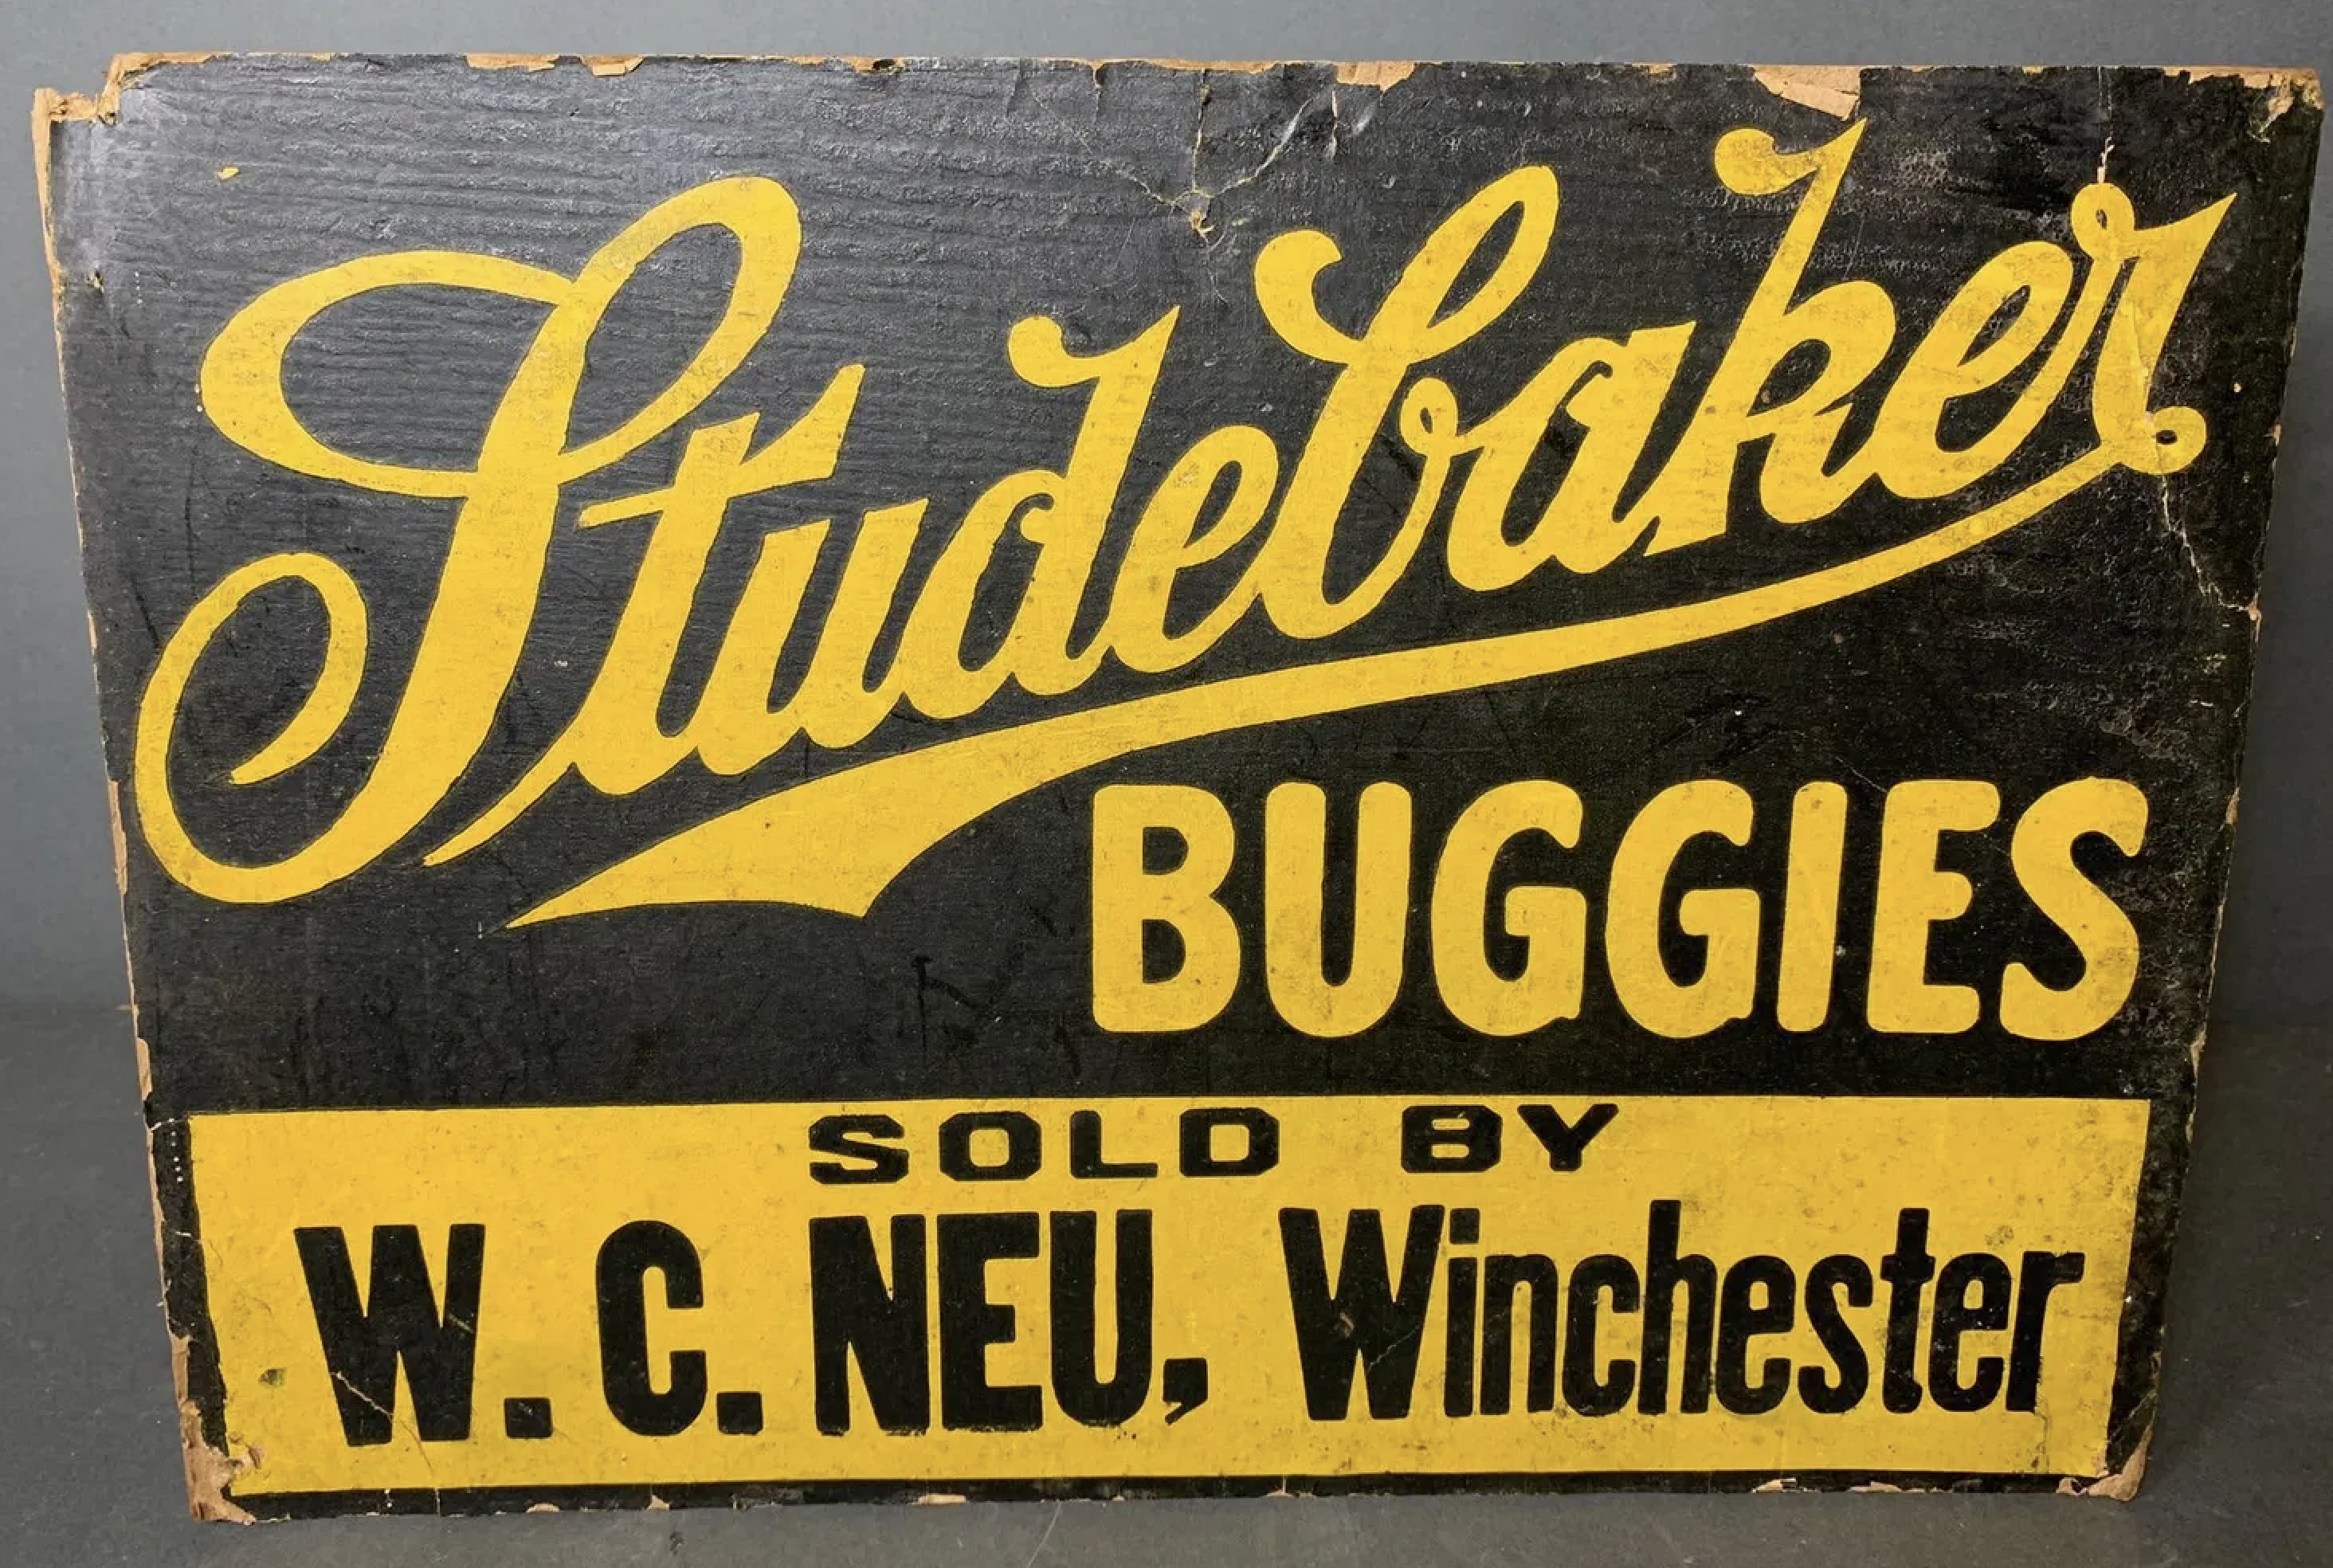 Studebaker
BUGGIES
SOLD BY
W. C. NEU, Winchester